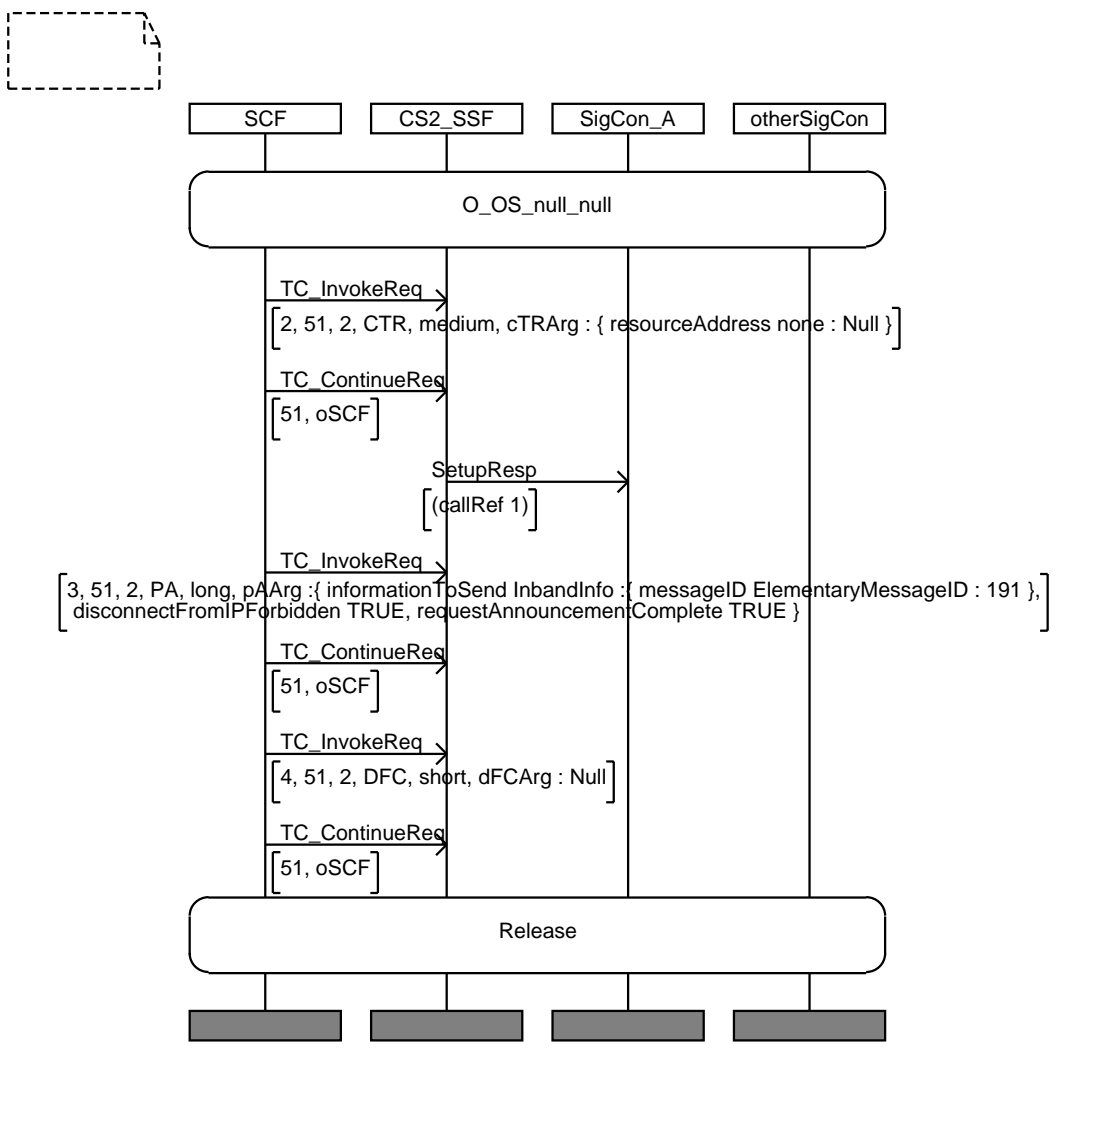 SCF
CS2_SSF
SigCon_A
otherSigCon
O_OS_null_null
TC_InvokeReq
2, 51, 2, CTR, medium, cTRArg : { resourceAddress none : Null }
TC_ContinueReq
51, oSCF
SetupResp
(callRef 1)
TC_InvokeReq
3, 51, 2, PA, long, pAArg :{ informationToSend InbandInfo :{ messageID ElementaryMessageID : 191 },
disconnectFromIPForbidden TRUE, requestAnnouncementComplete TRUE }
TC_ContinueReq
51, oSCF
TC_InvokeReq
4, 51, 2, DFC, short, dFCArg : Null
TC_ContinueReq
51, oSCF
Release